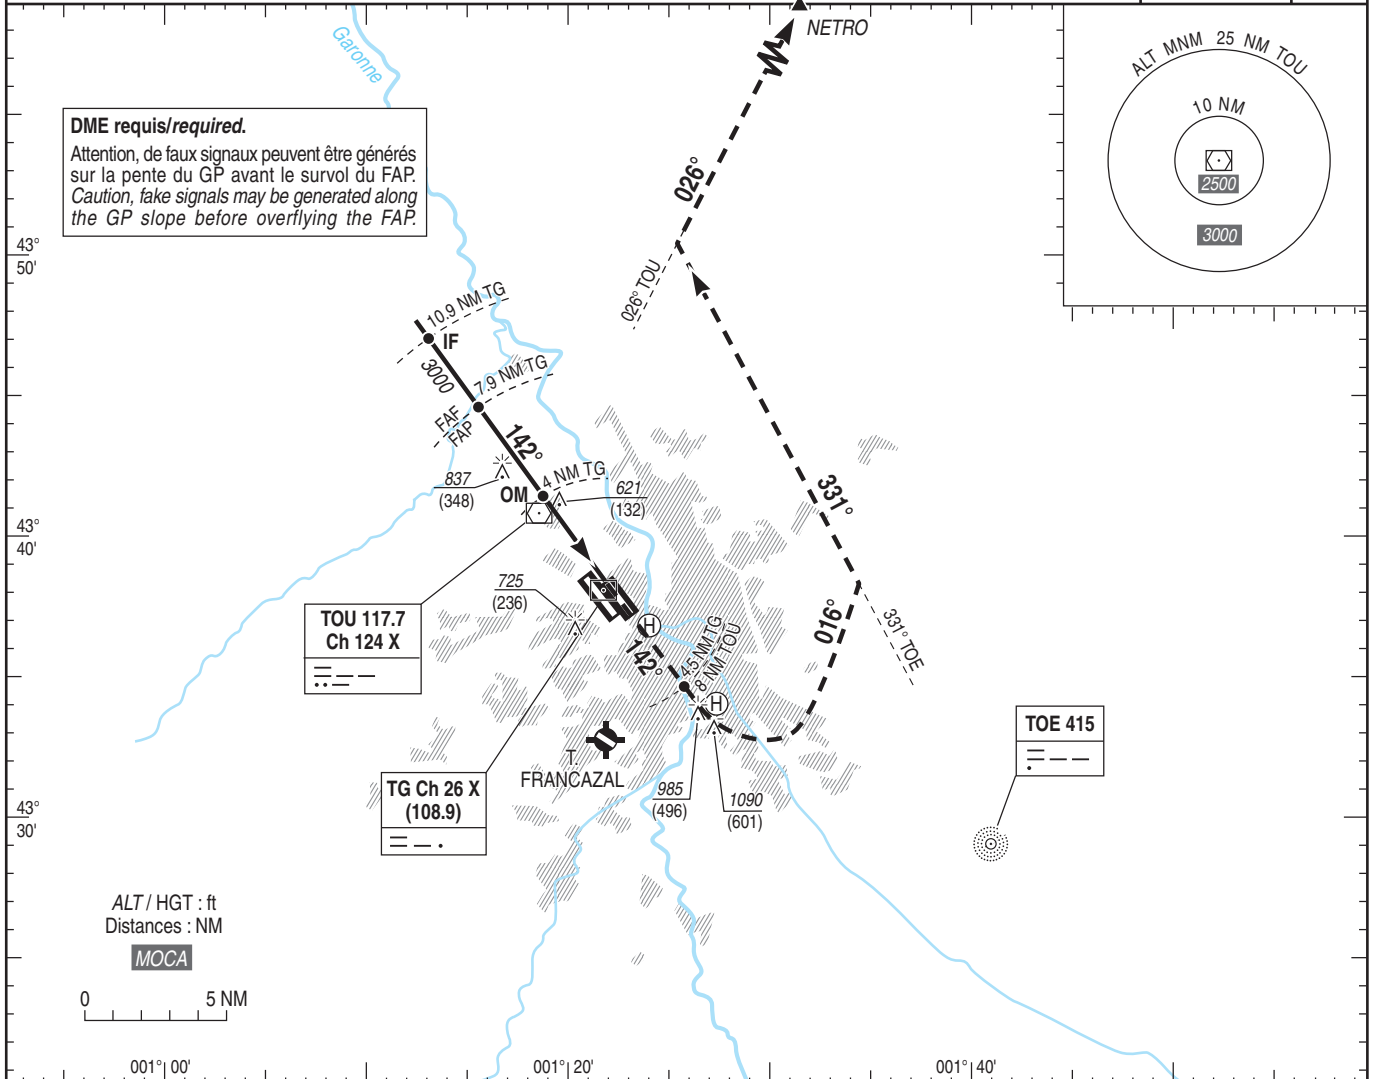 NETRO
Garonne
ALT MNM 25 NM TOU
10 NM
2500
3000
DME requis/required.
Attention, de faux signaux peuvent être générés
sur la pente du GP avant le survol du FAP.
Caution, fake signals may be generated along
the GP slope before overflying the FAP.
026°
43°
50'
026° TOU
10.9 NM TG
IF
3000
7.9 NM TG
FAF
FAP
142°
4 NM TG
837
(348)
OM
621
(132)
331°
43°
40'
725
(236)
TOU 117.7
Ch 124 X
H
142°
4.5 NM TG
8 NM TOU
016°
331° TOE
H
TOE 415
T.
FRANCAZAL
TG Ch 26 X
(108.9)
985
(496)
1090
(601)
43°
30'
ALT / HGT : ft
Distances : NM
MOCA
0 5 NM
001° 00' 001° 20' 001° 40'